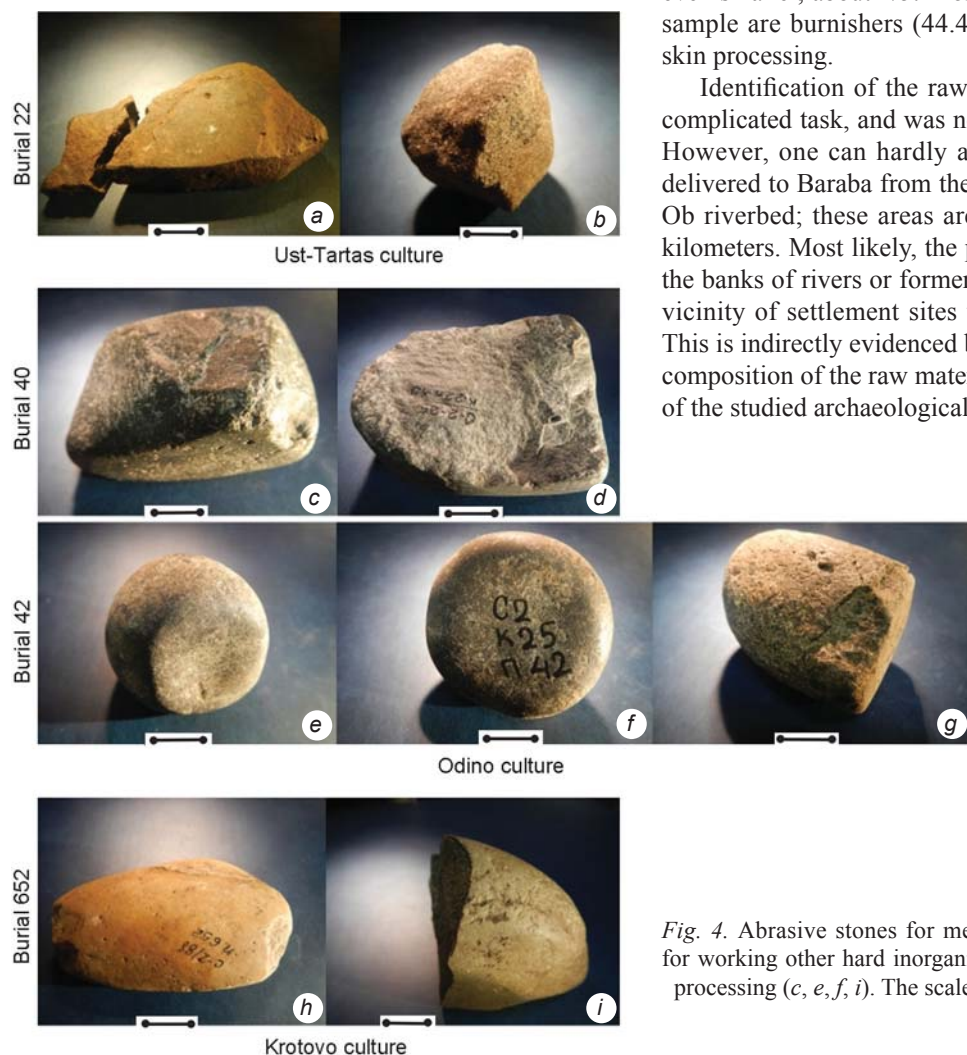 sample are burnishers (44.4
skin processing.
Identification of the raw
complicated task, and was n
However, one can hardly a
delivered to Baraba from the
Ob riverbed; these areas are
kilometers. Most likely, the p
the banks of rivers or former
vicinity of settlement sites
This is indirectly evidenced b
composition of the raw mate
of the studied archaeological
Burial 22
a
b
Ust-Tartas culture
Burial 40
c
d
Burial 42
e
C2
К25
П 42
f
g
Odino culture
Burial 652
h
i
Krotovo culture
Fig. 4. Abrasive stones for me
for working other hard inorgan
processing (c, e, f, i). The scale